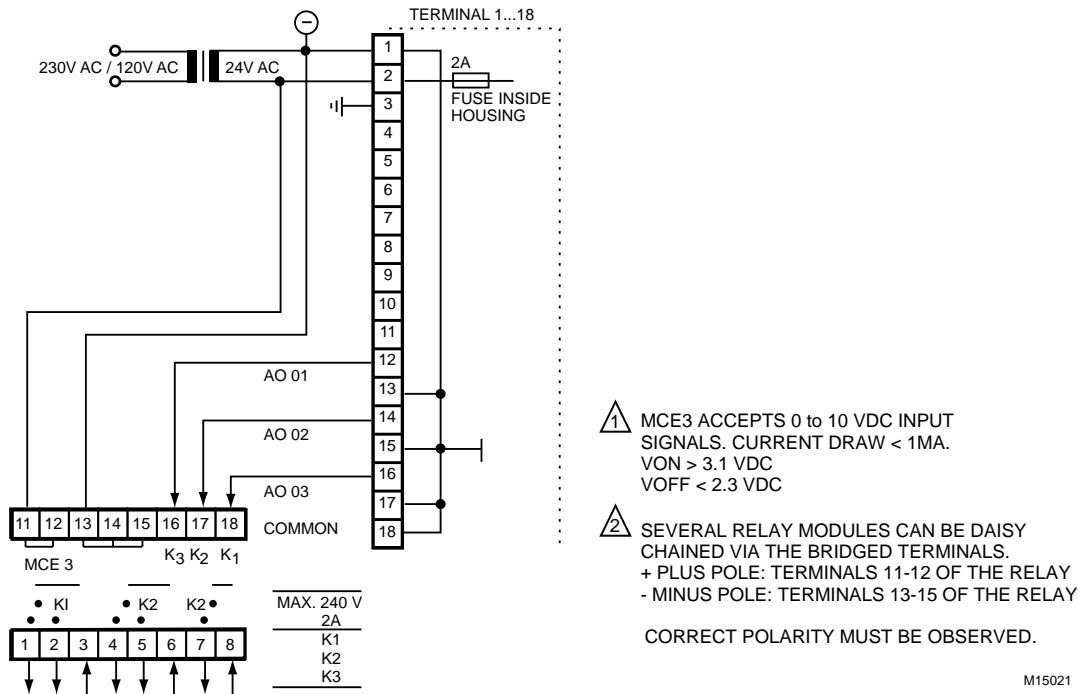 TERMINAL 1...18
230V AC / 120V AC
24V AC
2A
FUSE INSIDE
HOUSING
1
2
3
4
5
6
7
8
9
10
11
12
13
14
15
16
17
18
AO 01
AO 02
AO 03
COMMON
11 12 13 14 15 16 17 18
MCE 3
K3 K2 K1
KI
K2
K2
1 2 3 4 5 6 7 8
MAX. 240 V
2A
K1
K2
K3
1 MCE3 ACCEPTS 0 to 10 VDC INPUT
SIGNALS. CURRENT DRAW < 1MA.
VON > 3.1 VDC
VOFF < 2.3 VDC
2 SEVERAL RELAY MODULES CAN BE DAISY
CHAINED VIA THE BRIDGED TERMINALS.
+ PLUS POLE: TERMINALS 11-12 OF THE RELAY
- MINUS POLE: TERMINALS 13-15 OF THE RELAY
CORRECT POLARITY MUST BE OBSERVED.
M15021